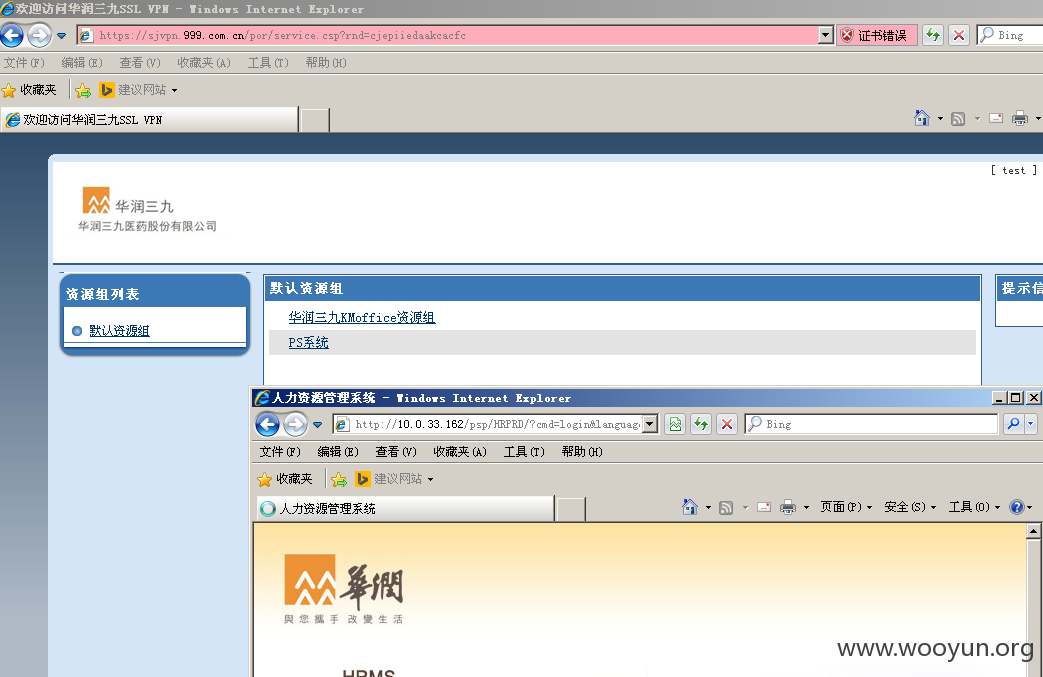 欢迎访问华润三九SSL VPN - Windows Internet Explorer
https://sjvpn.999.com.cn/por/service.csp?rnd=cjepiiedaakcacfc 证书错误 Bing
文件(F) 编辑(E) 查看(V) 收藏夹(A) 工具(T) 帮助(H)
收藏夹 建议网站
欢迎访问华润三九SSL VPN
[ test ]
华润三九
华润三九医药股份有限公司
资源组列表
默认资源组
默认资源组
华润三九KMoffice资源组
PS系统
提示信
人力资源管理系统 - Windows Internet Explorer
http://10.0.33.162/psp/HRPRD/?cmd=login&languag Bing
文件(F) 编辑(E) 查看(V) 收藏夹(A) 工具(T) 帮助(H)
收藏夹 建议网站
人力资源管理系统 页面(P) 安全(S) 工具(O)
華潤
與您攜手 改變生活
HRMS
www.wooyun.org